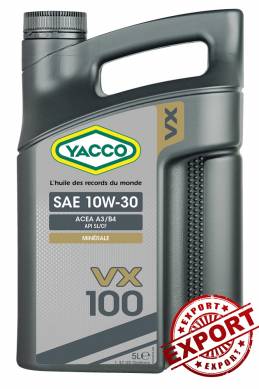 VX
YACCO
L'huile des records du monde
SAE 10W-30
ACEA A3/B4
API SL/CF
MINÉRALE
VX
100
5L e
EXPORT
EXPORT
EXPORT